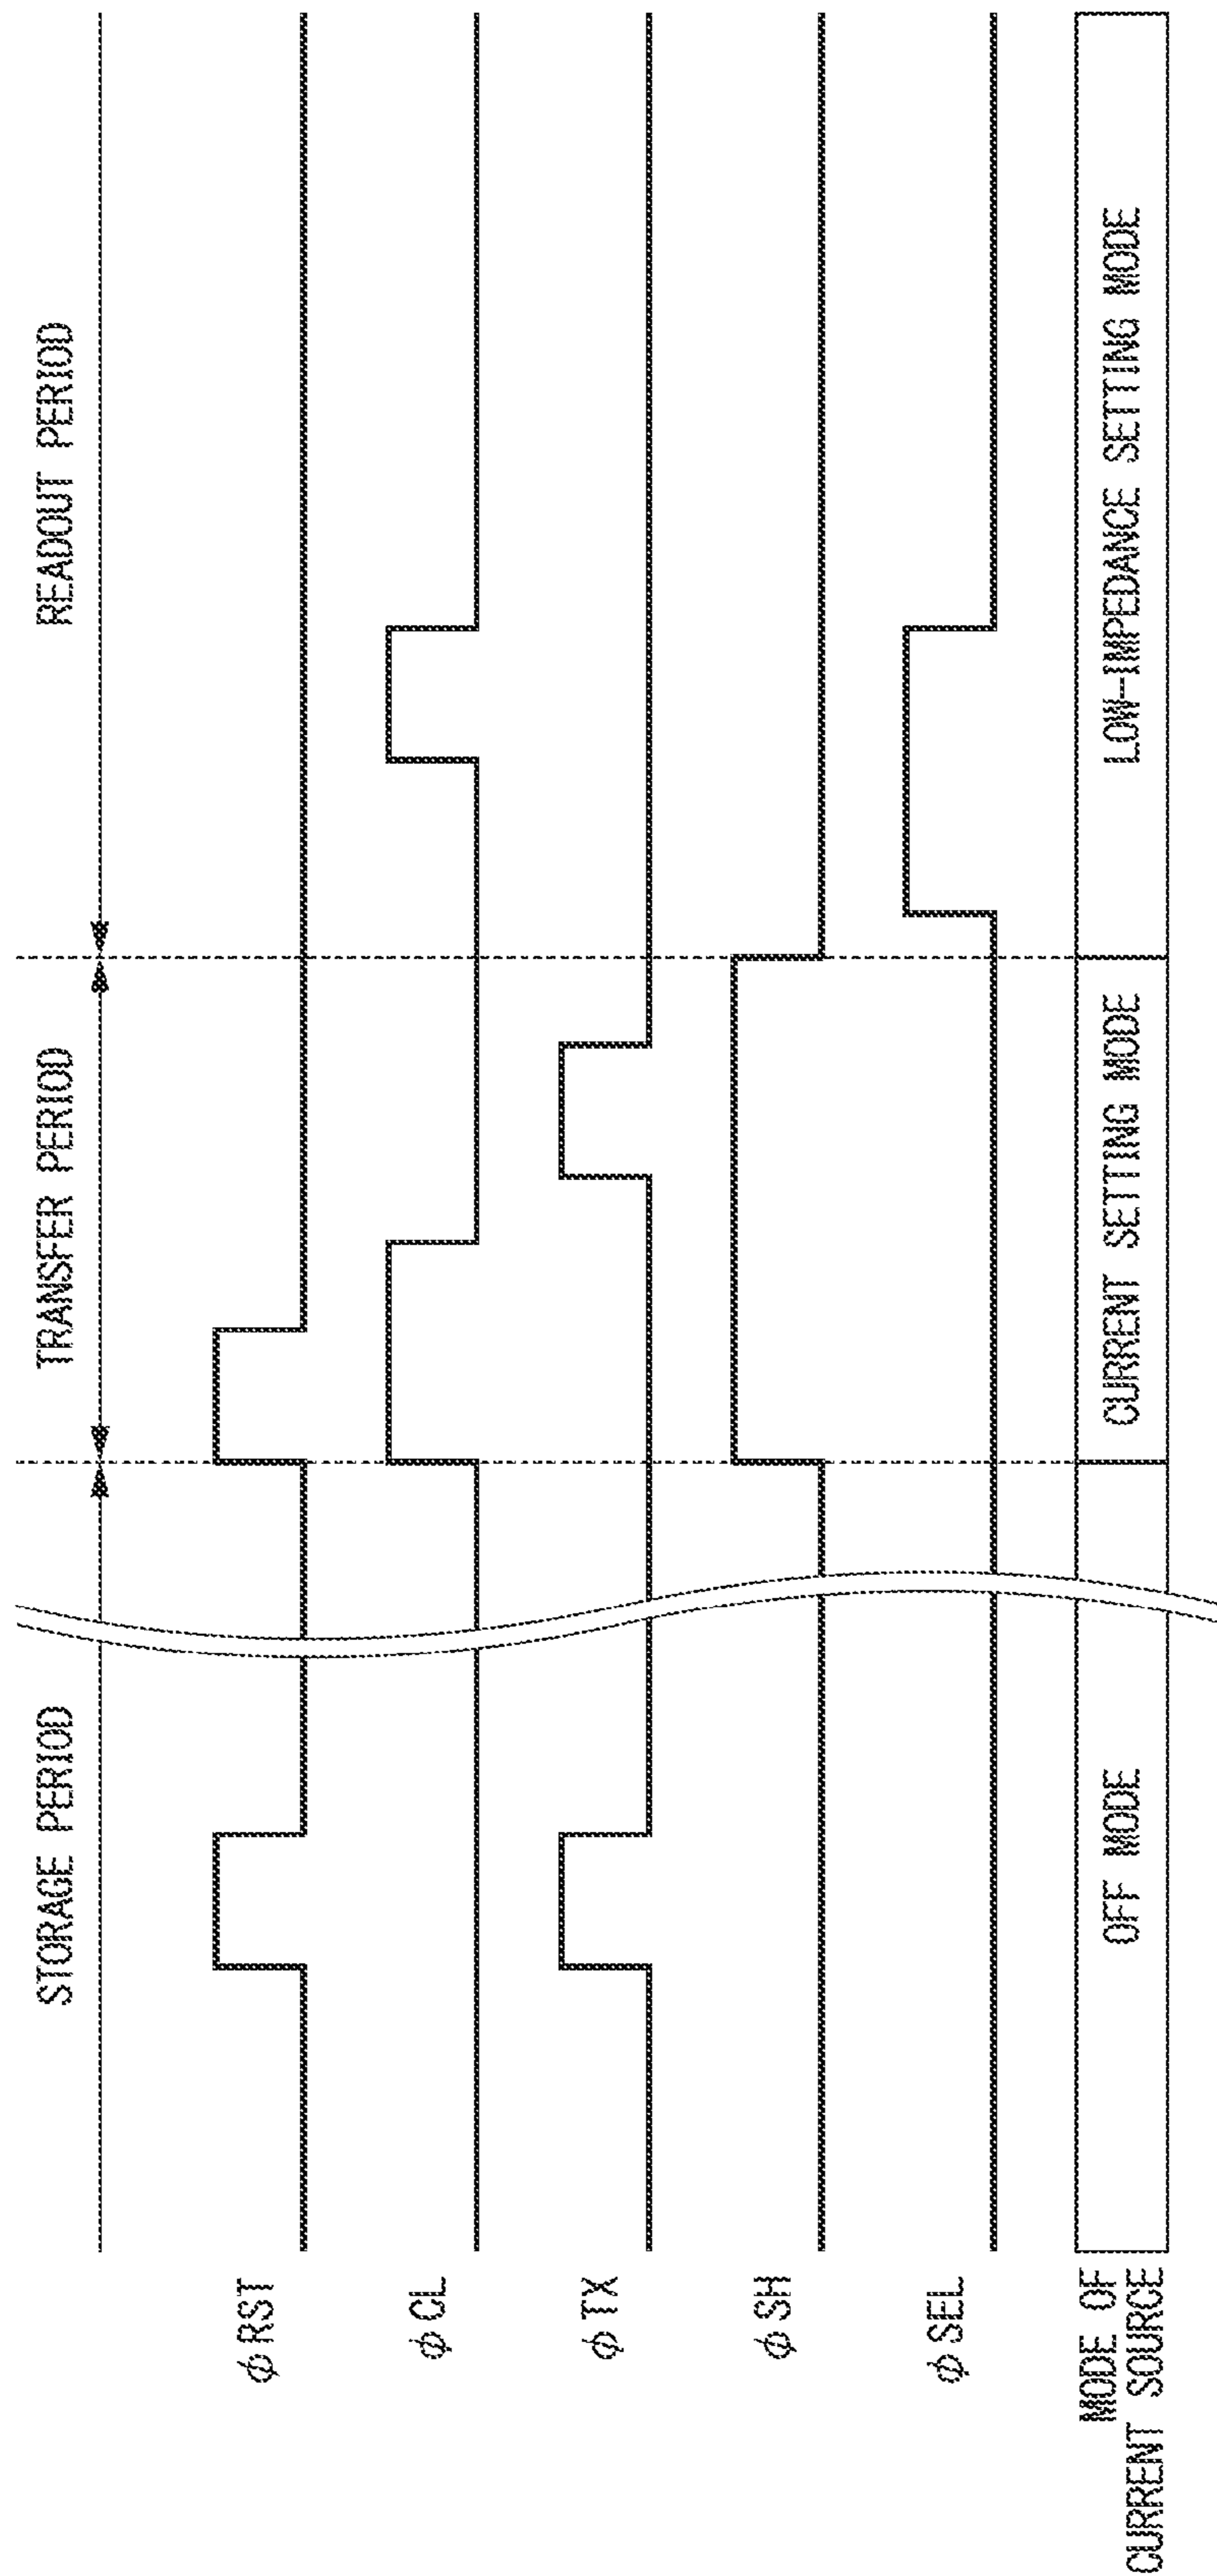 STORAGE PERIOD
TRANSFER PERIOD
READOUT PERIOD
φRST
φCL
φTX
φSH
φSEL
MODE OF
CURRENT SOURCE
OFF MODE
CURRENT SETTING MODE
LOW-IMPEDANCE SETTING MODE